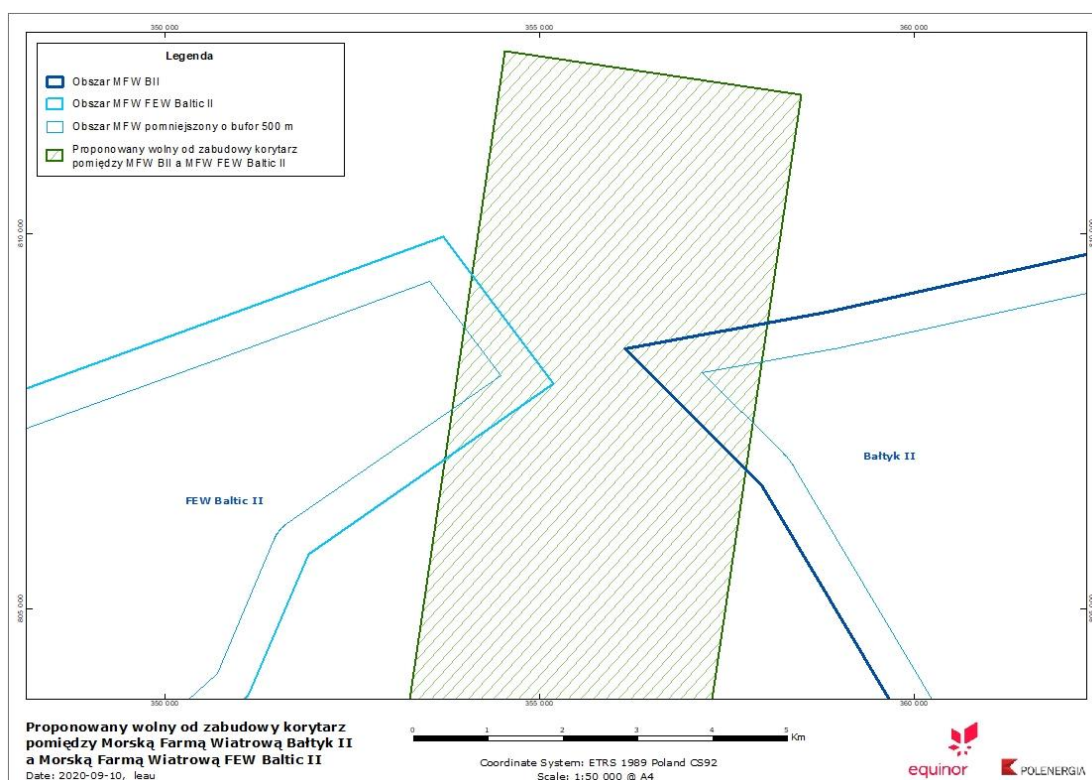 350 000
355 000
360 000
Legenda
Obszar MFW BII
Obszar MFW FEW Baltic II
Obszar MFW pomniejszony o bufor 500 m
Proponowany wolny od zabudowy korytarz
pomiędzy MFW BII a MFW FEW Baltic II
810 000
810 000
Bałtyk II
FEW Baltic II
805 000
805 000
350 000
355 000
360 000
Proponowany wolny od zabudowy korytarz
pomiędzy Morską Farmą Wiatrową Bałtyk II
a Morską Farmą Wiatrową FEW Baltic II
Date: 2020-09-10, leau
0 1 2 3 4 5
Km
Coordinate System: ETRS 1989 Poland CS92
Scale: 1:50 000 @ A4
equinor
POLENERGIA